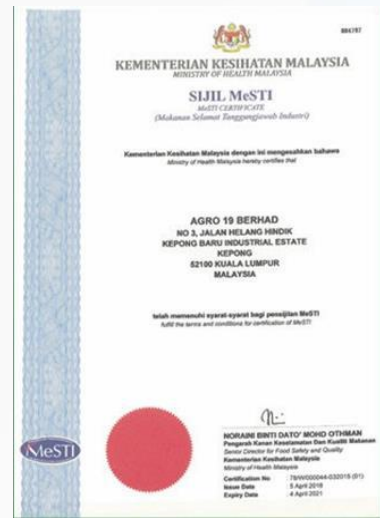 004797
KEMENTERIAN KESIHATAN MALAYSIA
MINISTRY OF HEALTH MALAYSIA
SIJIL MeSTI
MeSTI CERTIFICATE
(Makanan Selamat Tanggungjawab Industri)
Kementerian Kesihatan Malaysia dengan ini mengesahkan bahawa
Ministry of Health Malaysia hereby certifies that
AGRO 19 BERHAD
NO 3, JALAN HELANG HINDIK
KEPONG BARU INDUSTRIAL ESTATE
KEPONG
52100 KUALA LUMPUR
MALAYSIA
telah memenuhi syarat-syarat bagi pensijilan MeSTI
fulfil the terms and conditions for certification of MeSTI
NORAINI BINTI DATO' MOHD OTHMAN
Pengarah Kanan Keselamatan Dan Kualiti Makanan
Senior Director for Food Safety and Quality
Kementerian Kesihatan Malaysia
Ministry of Health Malaysia
Certification No :
Issue Date : 5 April 2018
Expiry Date : 4 April 2021
MeSTI